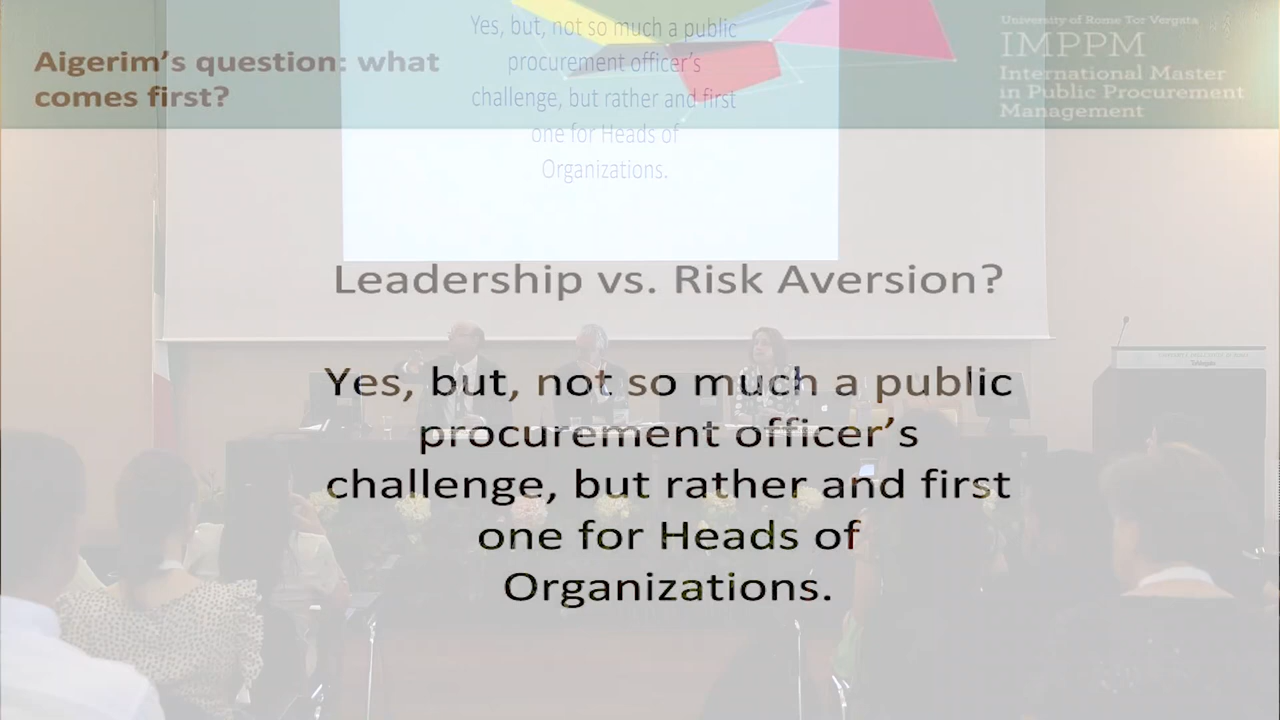 Aigerim's question: what
comes first?
Yes, but, not so much a public
procurement officer's
challenge, but rather and first
one for Heads of
Organizations.
University of Rome Tor Vergata
IMPPM
International Master
in Public Procurement
Management
Leadership vs. Risk Aversion?
Yes, but, not so much a public
procurement officer's
challenge, but rather and first
one for Heads of
Organizations.